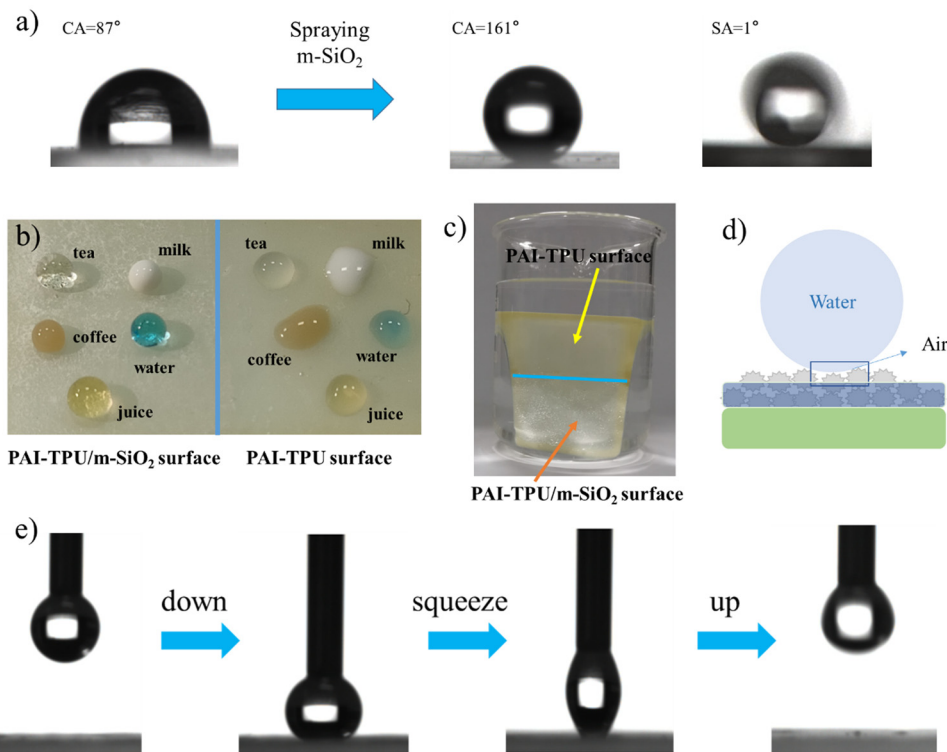 a)
CA=87°
Spraying
m-SiO₂
CA=161°
SA=1°
b)
tea
milk
coffee
water
juice
tea
milk
coffee
water
juice
PAI-TPU/m-SiO₂ surface
PAI-TPU surface
c)
PAI-TPU surface
PAI-TPU/m-SiO₂ surface
d)
Water
Air
e)
down
squeeze
up